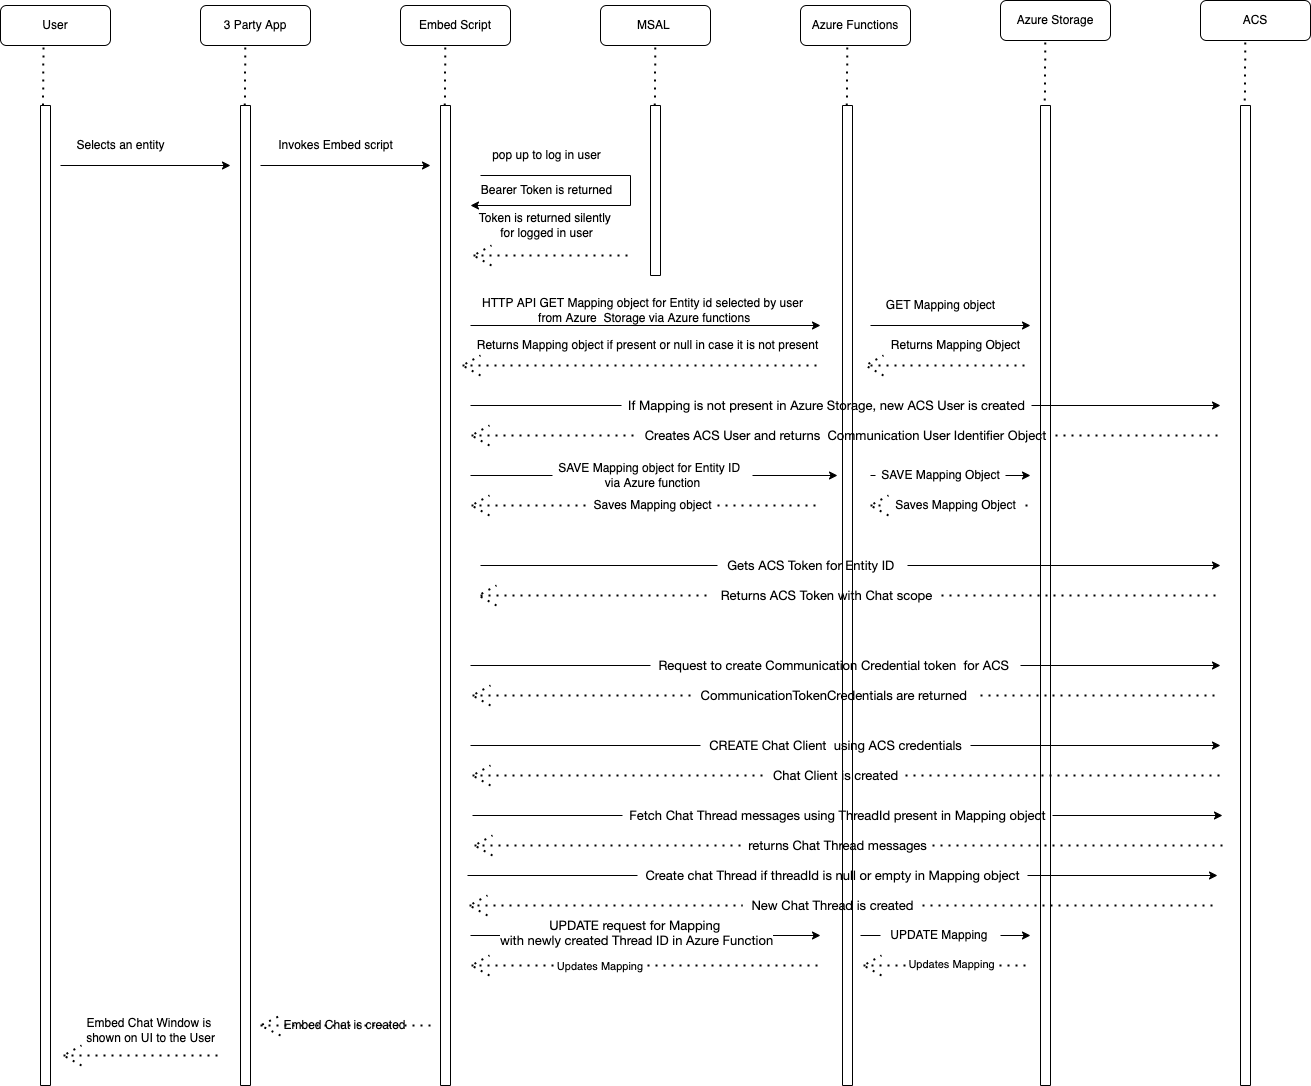 User
3 Party App
Embed Script
MSAL
Azure Functions
Azure Storage
ACS
Selects an entity
Invokes Embed script
pop up to log in user
Bearer Token is returned
Token is returned silently
for logged in user
HTTP API GET Mapping object for Entity id selected by user
from Azure  Storage via Azure functions
GET Mapping object
Returns Mapping object if present or null in case it is not present
Returns Mapping Object
If Mapping is not present in Azure Storage, new ACS User is created
Creates ACS User and returns  Communication User Identifier Object
SAVE Mapping object for Entity ID
via Azure function
SAVE Mapping Object
Saves Mapping object
Saves Mapping Object
Gets ACS Token for Entity ID
Returns ACS Token with Chat scope
Request to create Communication Credential token  for ACS
CommunicationTokenCredentials are returned
CREATE Chat Client  using ACS credentials
Chat Client is created
Fetch Chat Thread messages using ThreadId present in Mapping object
returns Chat Thread messages
Create chat Thread if threadId is null or empty in Mapping object
New Chat Thread is created
UPDATE request for Mapping
with newly created Thread ID in Azure Function
UPDATE Mapping
Updates Mapping
Updates Mapping
Embed Chat is created
Embed Chat Window is
shown on UI to the User